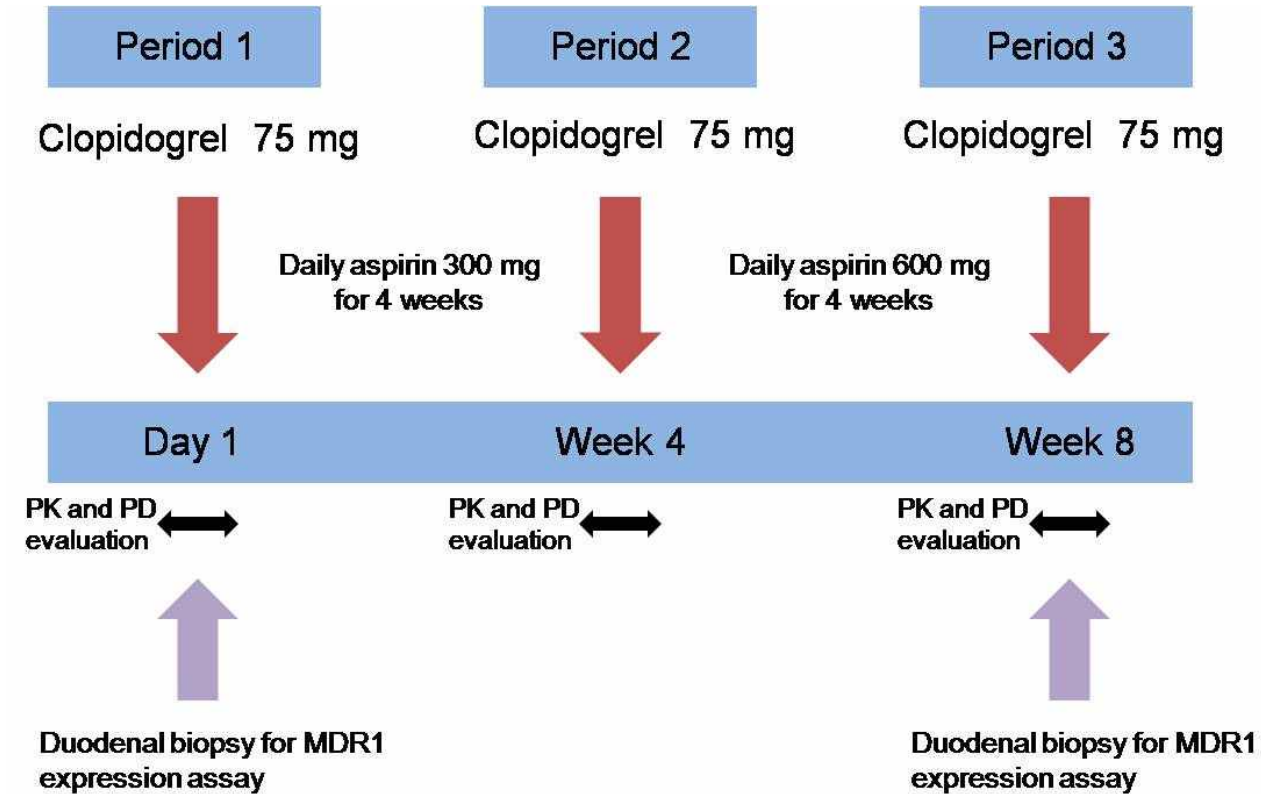 Period 1
Period 2
Period 3
Clopidogrel 75 mg
Clopidogrel 75 mg
Clopidogrel 75 mg
Daily aspirin 300 mg
for 4 weeks
Daily aspirin 600 mg
for 4 weeks
Day 1
Week 4
Week 8
PK and PD
evaluation
PK and PD
evaluation
PK and PD
evaluation
Duodenal biopsy for MDR1
expression assay
Duodenal biopsy for MDR1
expression assay